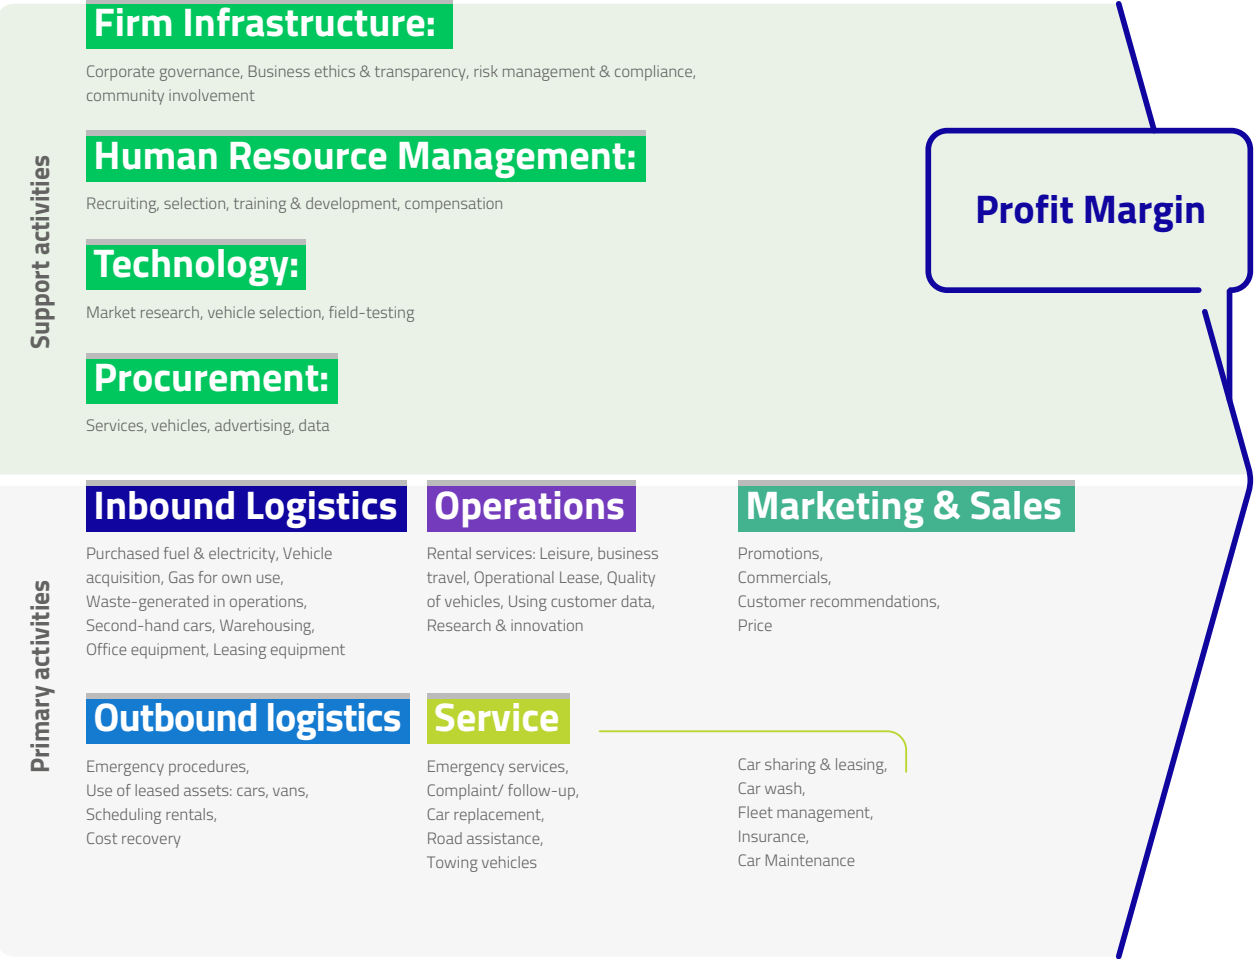 Firm Infrastructure:
Corporate governance, Business ethics & transparency, risk management & compliance,
community involvement
Support activities
Human Resource Management:
Recruiting, selection, training & development, compensation
Profit Margin
Technology:
Market research, vehicle selection, field-testing
Procurement:
Services, vehicles, advertising, data
Primary activities
Inbound Logistics
Purchased fuel & electricity, Vehicle
acquisition, Gas for own use,
Waste-generated in operations,
Second-hand cars, Warehousing,
Office equipment, Leasing equipment
Operations
Rental services: Leisure, business
travel, Operational Lease, Quality
of vehicles, Using customer data,
Research & innovation
Marketing & Sales
Promotions,
Commercials,
Customer recommendations,
Price
Outbound logistics
Emergency procedures,
Use of leased assets: cars, vans,
Scheduling rentals,
Cost recovery
Service
Emergency services,
Complaint/ follow-up,
Car replacement,
Road assistance,
Towing vehicles
Car sharing & leasing,
Car wash,
Fleet management,
Insurance,
Car Maintenance